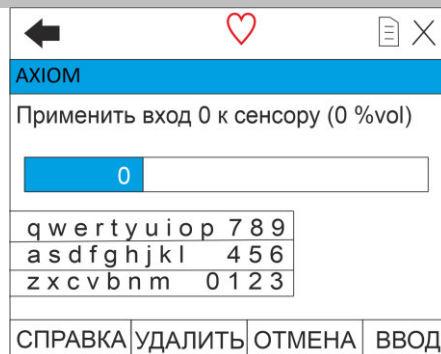 AXIOM
Применить вход 0 к сенсору (0 %vol)
0
q w e r t y u i o p 7 8 9
a s d f g h j k l 4 5 6
z x c v b n m 0 1 2 3
СПРАВКА УДАЛИТЬ ОТМЕНА ВВОД